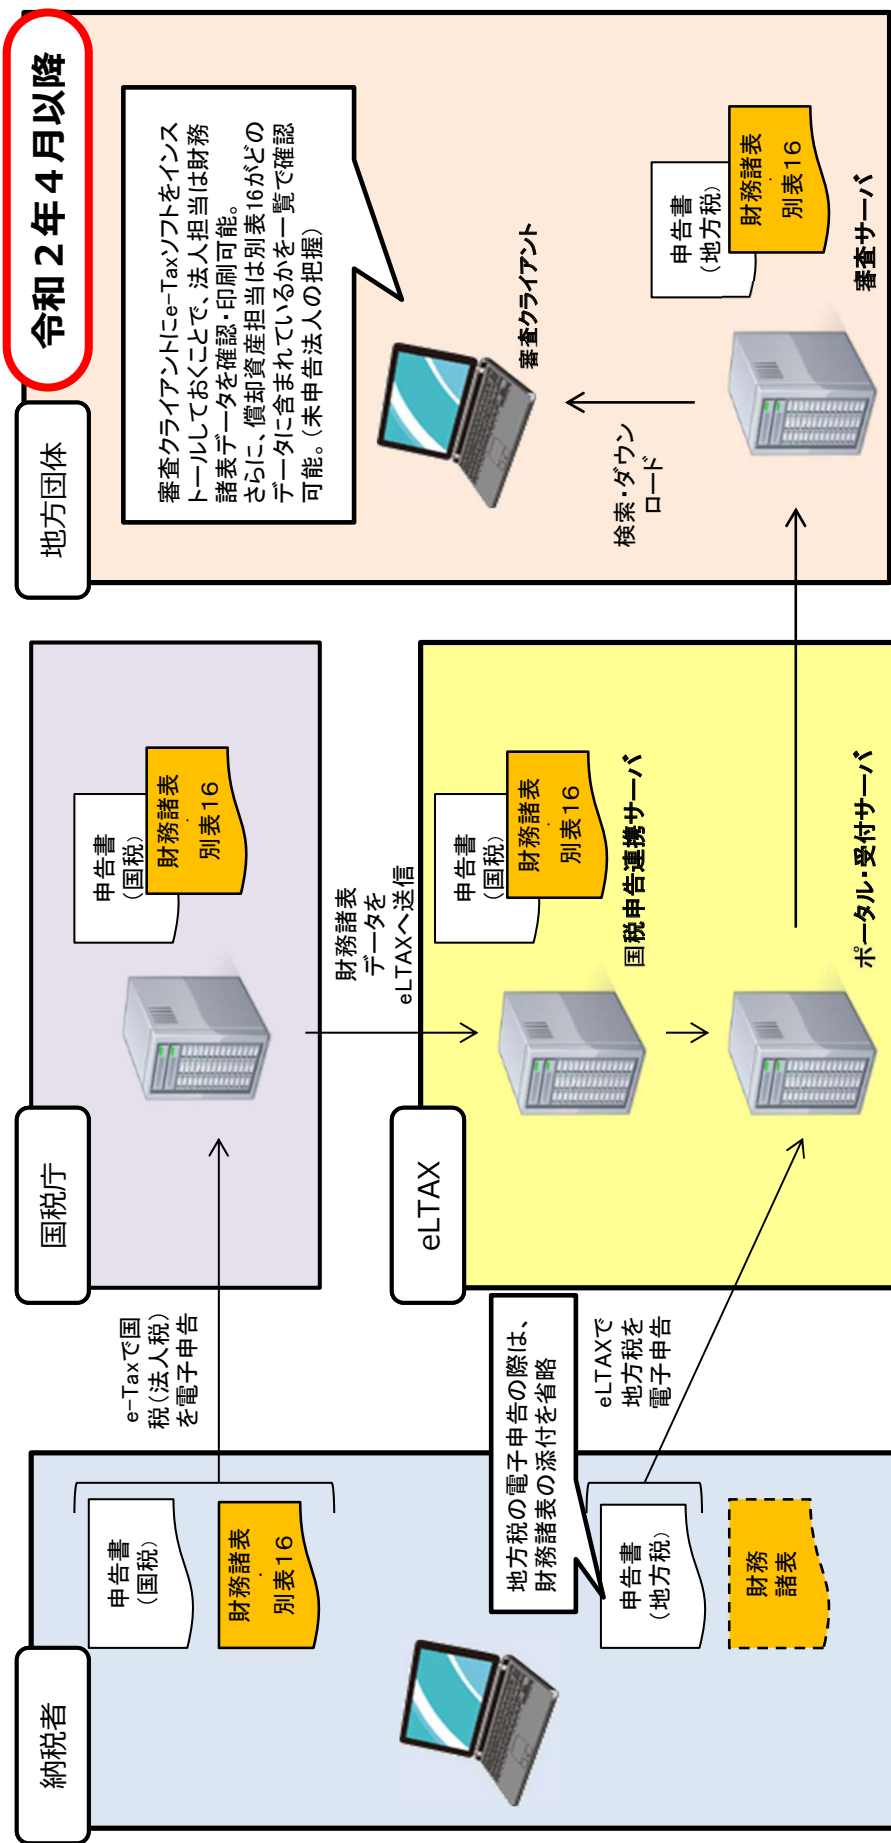 令和２年４月以降
納税者
申告書
（国税）
財務諸表
・
別表16
e-Taxで国
税（法人税）
を電子申告
地方税の電子申告の際は、
財務諸表の添付を省略
申告書
（地方税）
財務
諸表
eLTAXで
地方税を
電子申告
国税庁
申告書
（国税）
財務諸表
・
別表16
財務諸表
データを
eLTAXへ送信
eLTAX
申告書
（国税）
財務諸表
・
別表16
国税申告連携サーバ
ポータル・受付サーバ
地方団体
審査クライアントにe-Taxソフトをインス
トールしておくことで、法人担当は財務
諸表データを確認・印刷可能。
さらに、償却資産担当は別表16がどの
データに含まれているかを一覧で確認
可能。（未申告法人の把握）
審査クライアント
検索・ダウン
ロード
申告書
（地方税）
財務諸表
・
別表16
審査サーバ